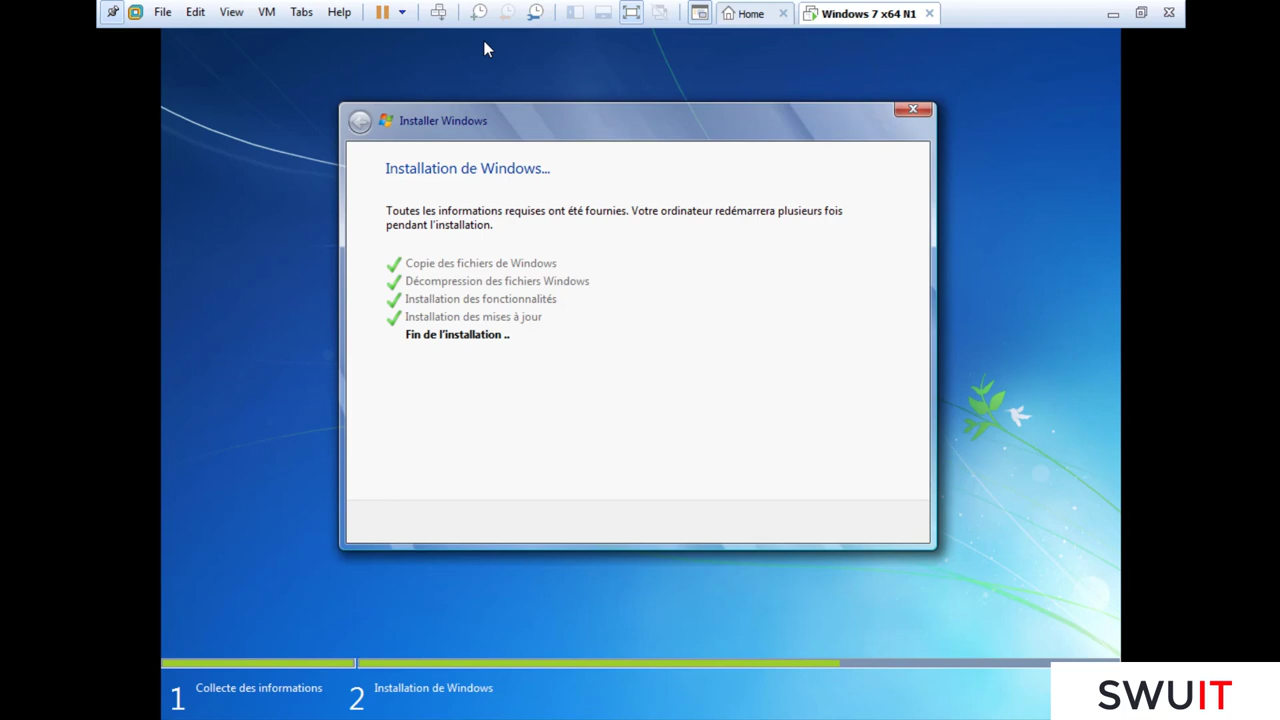 File Edit View VM Tabs Help Home Windows 7 x64 N1
Installer Windows
Installation de Windows...
Toutes les informations requises ont été fournies. Votre ordinateur redémarrera plusieurs fois
pendant l'installation.
Copie des fichiers de Windows
Décompression des fichiers Windows
Installation des fonctionnalités
Installation des mises à jour
Fin de l'installation ..
1 Collecte des informations 2 Installation de Windows
SWUIT